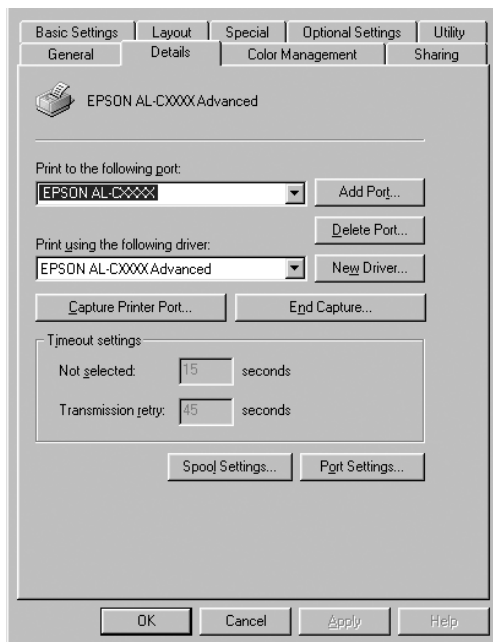 Basic Settings Layout Special Optional Settings Utility
General Details Color Management Sharing
EPSON AL-CXXXX Advanced
Print to the following port:
EPSON AL-CXXXX Add Port...
Delete Port...
Print using the following driver:
EPSON AL-CXXXX Advanced New Driver...
Capture Printer Port... End Capture...
Timeout settings
Not selected: 15 seconds
Transmission retry: 45 seconds
Spool Settings... Port Settings...
OK Cancel Apply Help